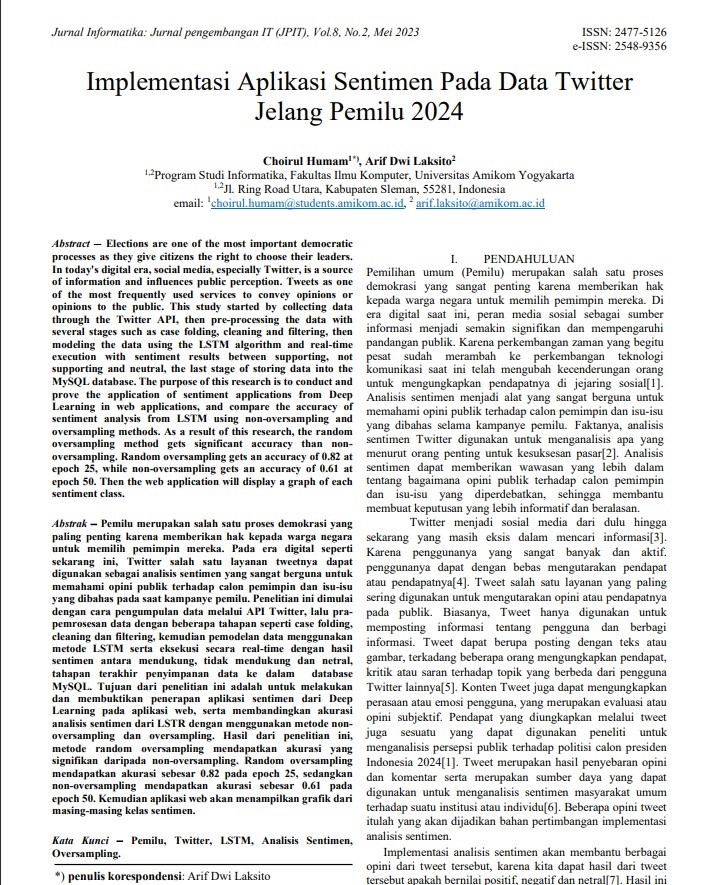 Jurnal Informatika: Jurnal pengembangan IT (JPIT), Vol.8, No.2, Mei 2023
ISSN: 2477-5126
e-ISSN: 2548-9356
Implementasi Aplikasi Sentimen Pada Data Twitter
Jelang Pemilu 2024
Choirul Humam1*), Arif Dwi Laksito2
1,2Program Studi Informatika, Fakultas Ilmu Komputer, Universitas Amikom Yogyakarta
1,2Jl. Ring Road Utara, Kabupaten Sleman, 55281, Indonesia
email: 1choirul.humam@students.amikom.ac.id, 2 arif.laksito@amikom.ac.id
Abstract – Elections are one of the most important democratic
processes as they give citizens the right to choose their leaders.
In today's digital era, social media, especially Twitter, is a source
of information and influences public perception. Tweets as one
of the most frequently used services to convey opinions or
opinions to the public. This study started by collecting data
through the Twitter API, then pre-processing the data with
several stages such as case folding, cleaning and filtering, then
modeling the data using the LSTM algorithm and real-time
execution with sentiment results between supporting, not
supporting and neutral, the last stage of storing data into the
MySQL database. The purpose of this research is to conduct and
prove the application of sentiment applications from Deep
Learning in web applications, and compare the accuracy of
sentiment analysis from LSTM using non-oversampling and
oversampling methods. As a result of this research, the random
oversampling method gets significant accuracy than non-
oversampling. Random oversampling gets an accuracy of 0.82 at
epoch 25, while non-oversampling gets an accuracy of 0.61 at
epoch 50. Then the web application will display a graph of each
sentiment class.
Abstrak – Pemilu merupakan salah satu proses demokrasi yang
paling penting karena memberikan hak kepada warga negara
untuk memilih pemimpin mereka. Pada era digital seperti
sekarang ini, Twitter salah satu layanan tweetnya dapat
digunakan sebagai analisis sentimen yang sangat berguna untuk
memahami opini publik terhadap calon pemimpin dan isu-isu
yang dibahas pada saat kampanye pemilu. Penelitian ini dimulai
dengan cara pengumpulan data melalui API Twitter, lalu pra-
pemrosesan data dengan beberapa tahapan seperti case folding,
cleaning dan filtering, kemudian pemodelan data menggunakan
metode LSTM serta eksekusi secara real-time dengan hasil
sentimen antara mendukung, tidak mendukung dan netral,
tahapan terakhir penyimpanan data ke dalam database
MySQL. Tujuan dari penelitian ini adalah untuk melakukan
dan membuktikan penerapan aplikasi sentimen dari Deep
Learning pada aplikasi web, serta membandingkan akurasi
analisis sentimen dari LSTR dengan menggunakan metode non-
oversampling dan oversampling. Hasil dari penelitian ini,
metode random oversampling mendapatkan akurasi yang
signifikan daripada non-oversampling. Random oversampling
mendapatkan akurasi sebesar 0.82 pada epoch 25, sedangkan
non-oversampling mendapatkan akurasi sebesar 0.61 pada
epoch 50. Kemudian aplikasi web akan menampilkan grafik dari
masing-masing kelas sentimen.
Kata Kunci – Pemilu, Twitter, LSTM, Analisis Sentimen,
Oversampling.
*) penulis korespondensi: Arif Dwi Laksito
I. PENDAHULUAN
Pemilihan umum (Pemilu) merupakan salah satu proses
demokrasi yang sangat penting karena memberikan hak
kepada warga negara untuk memilih pemimpin mereka. Di
era digital saat ini, peran media sosial sebagai sumber
informasi menjadi semakin signifikan dan mempengaruhi
pandangan publik. Karena perkembangan zaman yang begitu
pesat sudah merambah ke perkembangan teknologi
komunikasi saat ini telah mengubah kecenderungan orang
untuk mengungkapkan pendapatnya di jejaring sosial[1].
Analisis sentimen menjadi alat yang sangat berguna untuk
memahami opini publik terhadap calon pemimpin dan isu-isu
yang dibahas selama kampanye pemilu. Faktanya, analisis
sentimen Twitter digunakan untuk menganalisis apa yang
menurut orang penting untuk kesuksesan pasar[2]. Analisis
sentimen dapat memberikan wawasan yang lebih dalam
tentang bagaimana opini publik terhadap calon pemimpin
dan isu-isu yang diperdebatkan, sehingga membantu
membuat keputusan yang lebih informatif dan beralasan.
Twitter menjadi sosial media dari dulu hingga
sekarang yang masih eksis dalam mencari informasi[3].
Karena penggunanya yang sangat banyak dan aktif.
penggunanya dapat dengan bebas mengutarakan pendapat
atau pendapatnya[4]. Tweet salah satu layanan yang paling
sering digunakan untuk mengutarakan opini atau pendapatnya
pada publik. Biasanya, Tweet hanya digunakan untuk
memposting informasi tentang pengguna dan berbagi
informasi. Tweet dapat berupa posting dengan teks atau
gambar, terkadang beberapa orang mengungkapkan pendapat,
kritik atau saran terhadap topik yang berbeda dari pengguna
Twitter lainnya[5]. Konten Tweet juga dapat mengungkapkan
perasaan atau emosi pengguna, yang merupakan evaluasi atau
opini subjektif. Pendapat yang diungkapkan melalui tweet
juga sesuatu yang dapat digunakan peneliti untuk
menganalisis persepsi publik terhadap politisi calon presiden
Indonesia 2024[1]. Tweet merupakan hasil penyebaran opini
dan komentar serta merupakan sumber daya yang dapat
digunakan untuk menganalisis sentimen masyarakat umum
terhadap suatu institusi atau individu[6]. Beberapa opini tweet
itulah yang akan dijadikan bahan pertimbangan implementasi
analisis sentimen.
Implementasi analisis sentimen akan membantu berbagai
opini dari tweet tersebut, karena kita dapat hasil dari tweet
tersebut apakah bernilai positif, negatif dan netral[7]. Hasil ini